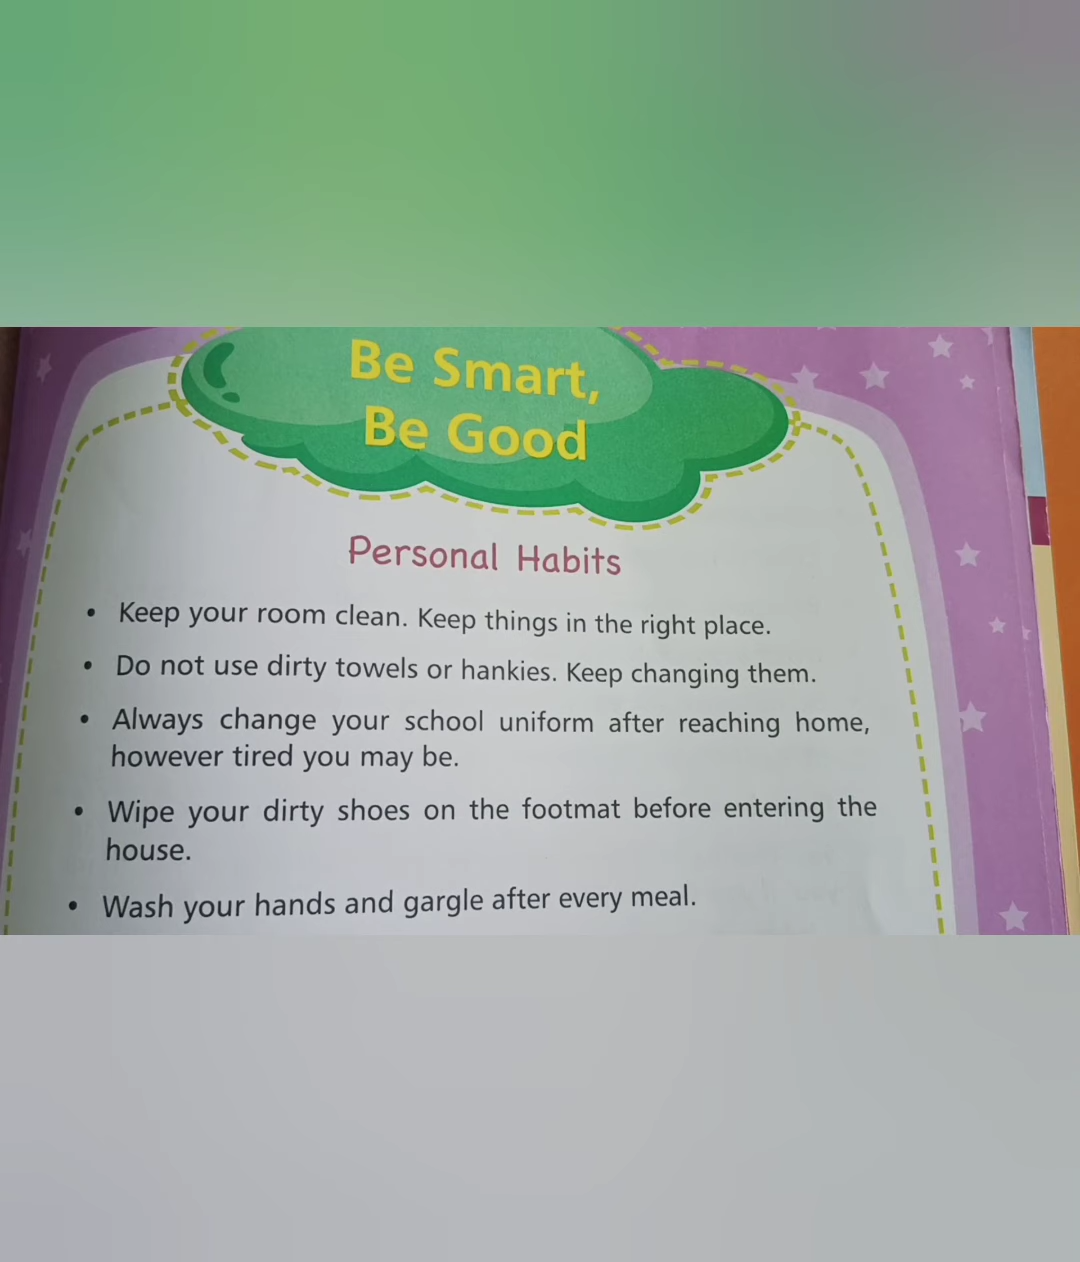 Be Smart,
Be Good
Personal Habits
• Keep your room clean. Keep things in the right place.
• Do not use dirty towels or hankies. Keep changing them.
• Always change your school uniform after reaching home,
however tired you may be.
• Wipe your dirty shoes on the footmat before entering the
house.
• Wash your hands and gargle after every meal.